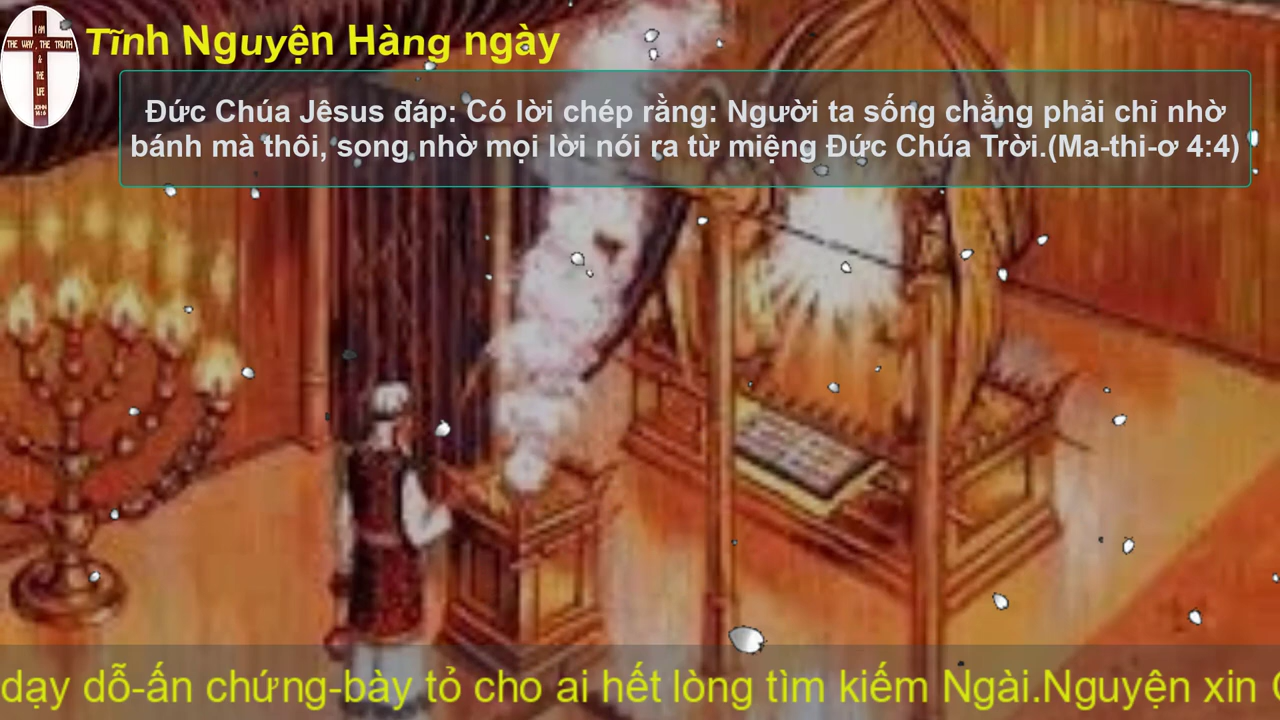 I AM
THE WAY, THE TRUTH
&
THE
LIFE
JOHN
14:6
Tĩnh Nguyện Hàng ngày
Đức Chúa Jêsus đáp: Có lời chép rằng: Người ta sống chẳng phải chỉ nhờ
bánh mà thôi, song nhờ mọi lời nói ra từ miệng Đức Chúa Trời.(Ma-thi-ơ 4:4)
dạy dỗ-ấn chứng-bày tỏ cho ai hết lòng tìm kiếm Ngài.Nguyện xin